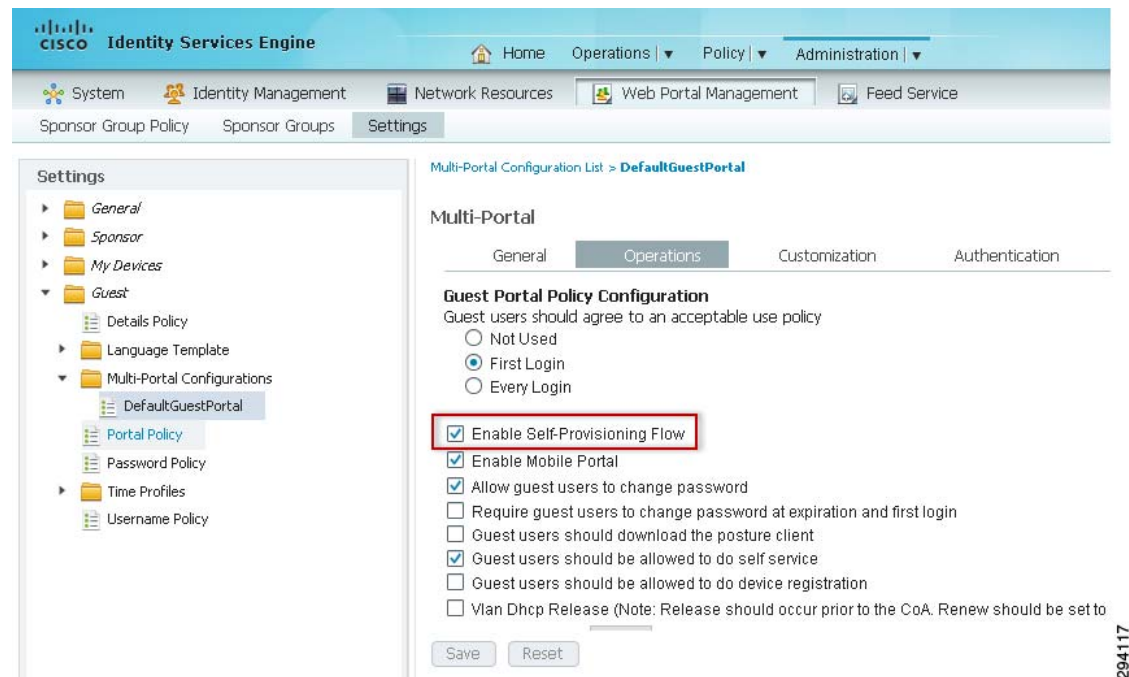 CISCO Identity Services Engine
Home Operations | Policy | Administration |
System Identity Management Network Resources Web Portal Management Feed Service
Sponsor Group Policy Sponsor Groups Settings
Settings
General
Sponsor
My Devices
Guest
Details Policy
Language Template
Multi-Portal Configurations
DefaultGuestPortal
Portal Policy
Password Policy
Time Profiles
Username Policy
Multi-Portal Configuration List > DefaultGuestPortal
Multi-Portal
General Operations Customization Authentication
Guest Portal Policy Configuration
Guest users should agree to an acceptable use policy
Not Used
First Login
Every Login
Enable Self-Provisioning Flow
Enable Mobile Portal
Allow guest users to change password
Require guest users to change password at expiration and first login
Guest users should download the posture client
Guest users should be allowed to do self service
Guest users should be allowed to do device registration
Vlan Dhcp Release (Note: Release should occur prior to the CoA. Renew should be set to
Save Reset
294117